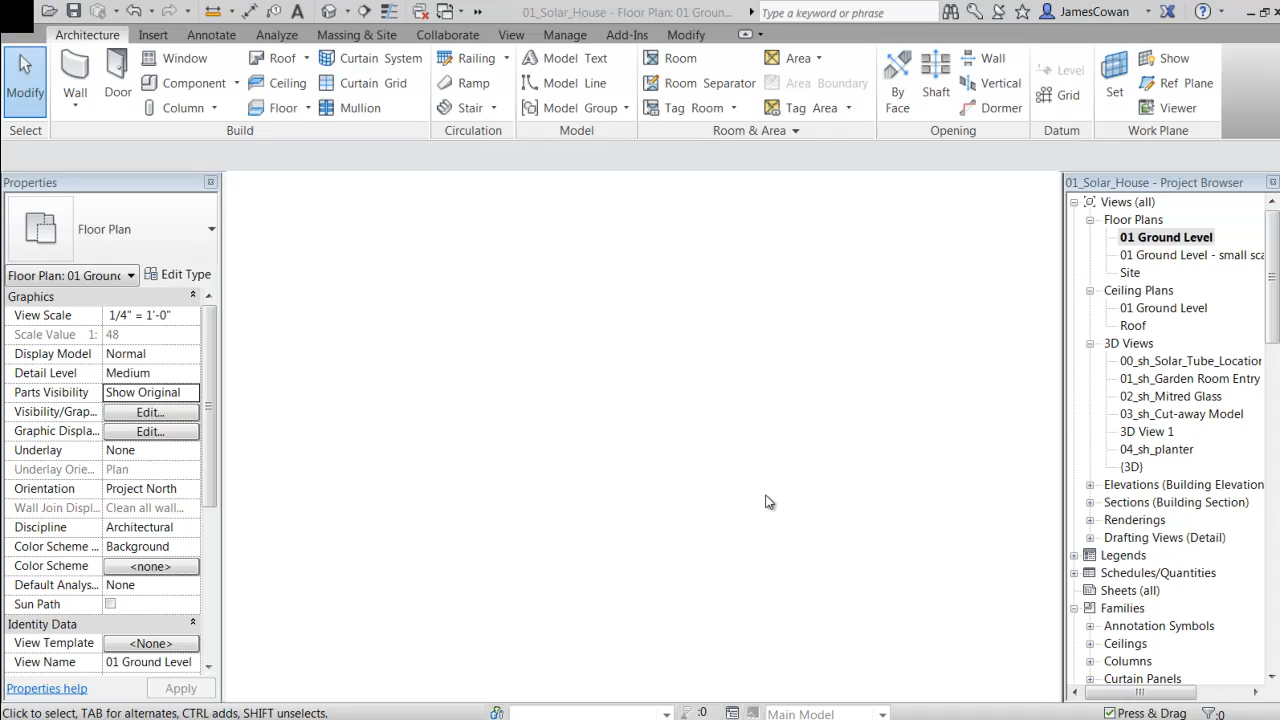 01_Solar_House - Floor Plan: 01 Groun...
Type a keyword or phrase
JamesCowan
Architecture Insert Annotate Analyze Massing & Site Collaborate View Manage Add-Ins Modify
Modify
Select
Wall
Door
Window
Component
Column
Roof
Ceiling
Floor
Curtain System
Curtain Grid
Mullion
Build
Railing
Ramp
Stair
Circulation
Model Text
Model Line
Model Group
Model
Room
Room Separator
Tag Room
Area
Area Boundary
Tag Area
Room & Area
By Face
Shaft
Wall
Vertical
Dormer
Opening
Level
Grid
Datum
Set
Show
Ref Plane
Viewer
Work Plane
Properties
Floor Plan
Floor Plan: 01 Groun
Edit Type
Graphics
View Scale 1/4" = 1'-0"
Scale Value 1: 48
Display Model Normal
Detail Level Medium
Parts Visibility Show Original
Visibility/Grap... Edit...
Graphic Displa... Edit...
Underlay None
Underlay Orie... Plan
Orientation Project North
Wall Join Displ... Clean all wall...
Discipline Architectural
Color Scheme ... Background
Color Scheme <none>
Default Analys... None
Sun Path
Identity Data
View Template <None>
View Name 01 Ground Level
Properties help Apply
01_Solar_House - Project Browser
Views (all)
Floor Plans
01 Ground Level
01 Ground Level - small sca
Site
Ceiling Plans
01 Ground Level
Roof
3D Views
00_sh_Solar_Tube_Location
01_sh_Garden Room Entry
02_sh_Mitred Glass
03_sh_Cut-away Model
3D View 1
04_sh_planter
{3D}
Elevations (Building Elevation
Sections (Building Section)
Renderings
Drafting Views (Detail)
Legends
Schedules/Quantities
Sheets (all)
Families
Annotation Symbols
Ceilings
Columns
Curtain Panels
Click to select, TAB for alternates, CTRL adds, SHIFT unselects. :0 Main Model Press & Drag :0